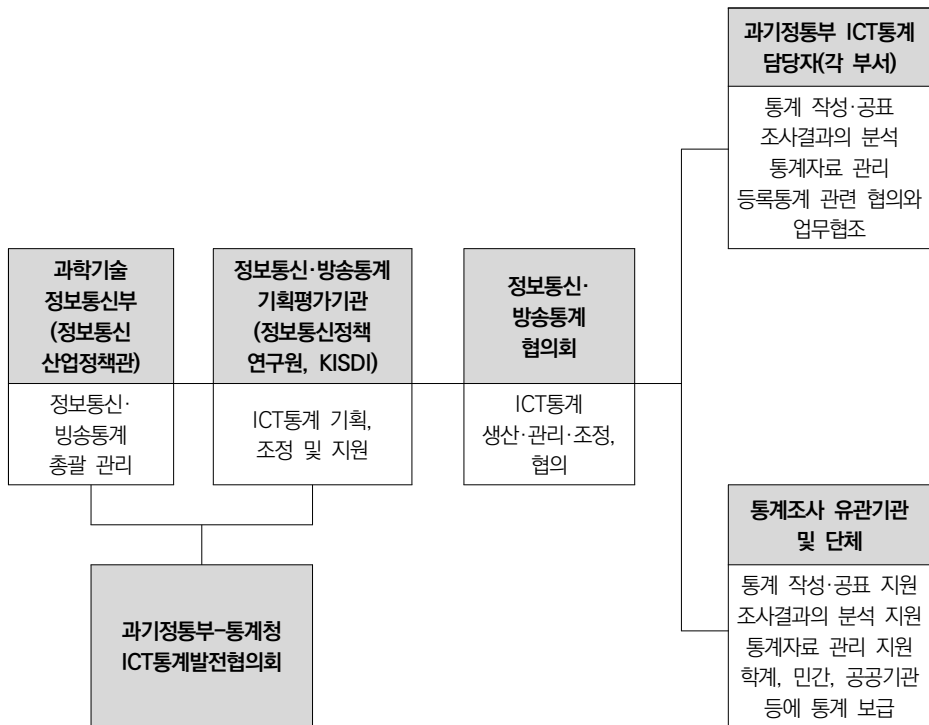 과기정통부 ICT통계
담당자(각 부서)
통계 작성·공표
조사결과의 분석
통계자료 관리
등록통계 관련 협의와
업무협조
과학기술
정보통신부
(정보통신
산업정책관)
정보통신·
빙송통계
총괄 관리
정보통신·방송통계
기획평가기관
(정보통신정책
연구원, KISDI)
ICT통계 기획,
조정 및 지원
정보통신·
방송통계
협의회
ICT통계
생산·관리·조정,
협의
통계조사 유관기관
및 단체
통계 작성·공표 지원
조사결과의 분석 지원
통계자료 관리 지원
학계, 민간, 공공기관
등에 통계 보급
과기정통부-통계청
ICT통계발전협의회